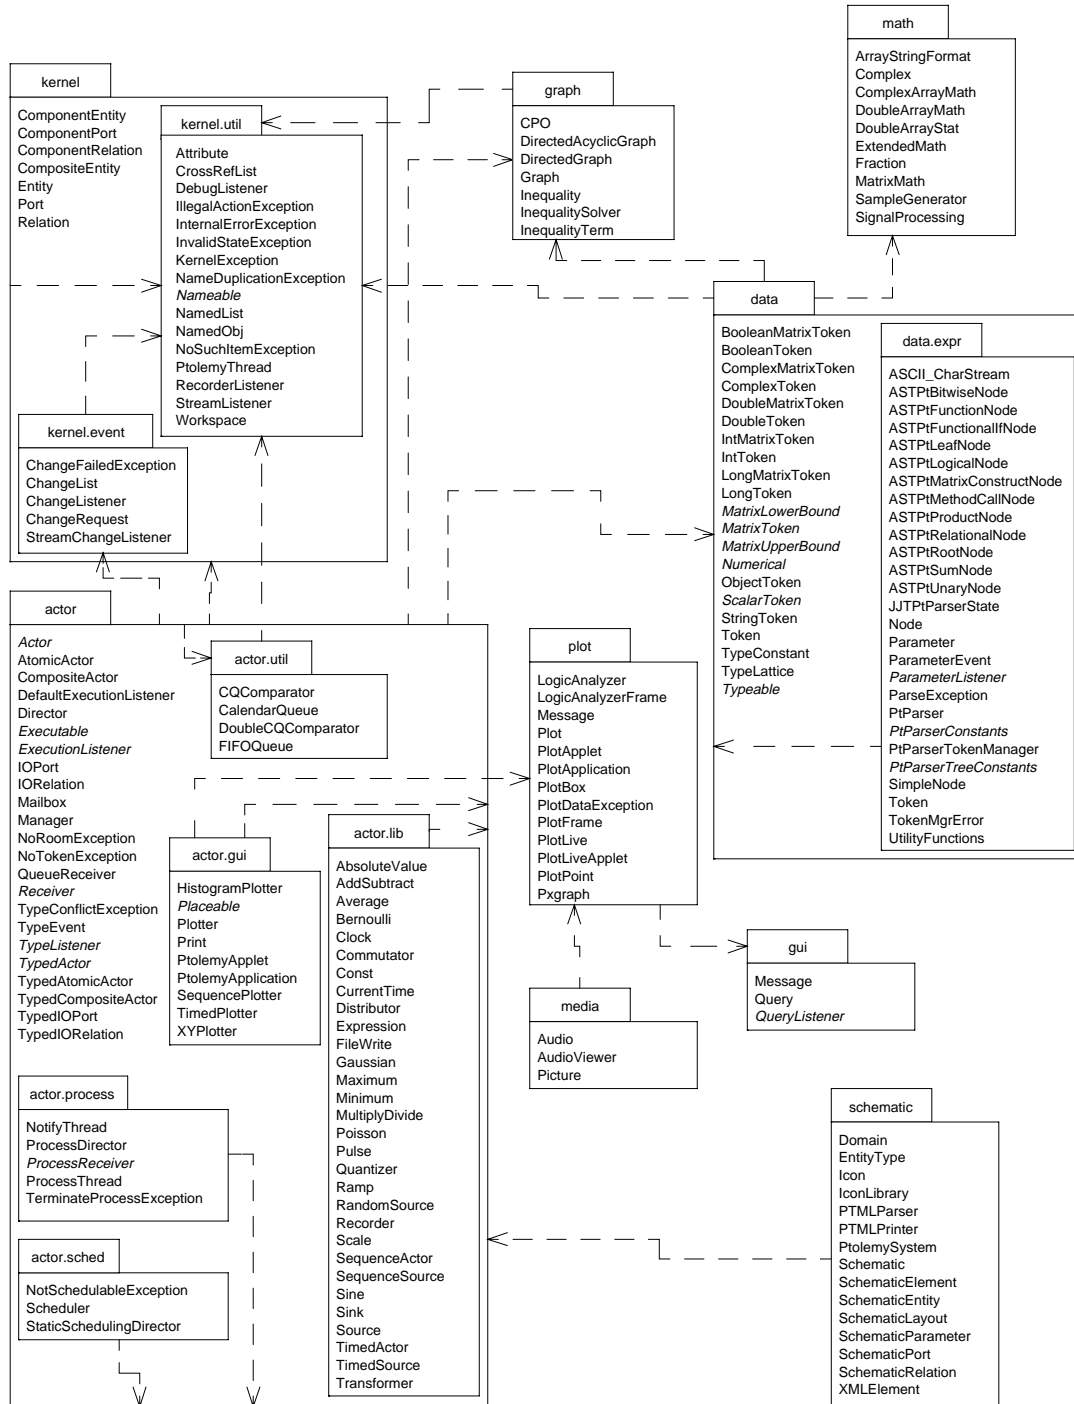 math
ArrayStringFormat
Complex
ComplexArrayMath
DoubleArrayMath
DoubleArrayStat
ExtendedMath
Fraction
MatrixMath
SampleGenerator
SignalProcessing
kernel
ComponentEntity
ComponentPort
ComponentRelation
CompositeEntity
Entity
Port
Relation
kernel.util
Attribute
CrossRefList
DebugListener
IllegalActionException
InternalErrorException
InvalidStateException
KernelException
NameDuplicationException
Nameable
NamedList
NamedObj
NoSuchItemException
PtolemyThread
RecorderListener
StreamListener
Workspace
kernel.event
ChangeFailedException
ChangeList
ChangeListener
ChangeRequest
StreamChangeListener
graph
CPO
DirectedAcyclicGraph
DirectedGraph
Graph
Inequality
InequalitySolver
InequalityTerm
data
BooleanMatrixToken
BooleanToken
ComplexMatrixToken
ComplexToken
DoubleMatrixToken
DoubleToken
IntMatrixToken
IntToken
LongMatrixToken
LongToken
MatrixLowerBound
MatrixToken
MatrixUpperBound
Numerical
ObjectToken
ScalarToken
StringToken
Token
TypeConstant
TypeLattice
Typeable
data.expr
ASCII_CharStream
ASTPtBitwiseNode
ASTPtFunctionNode
ASTPtFunctionalIfNode
ASTPtLeafNode
ASTPtLogicalNode
ASTPtMatrixConstructNode
ASTPtMethodCallNode
ASTPtProductNode
ASTPtRelationalNode
ASTPtRootNode
ASTPtSumNode
ASTPtUnaryNode
JJTPtParserState
Node
Parameter
ParameterEvent
ParameterListener
ParseException
PtParser
PtParserConstants
PtParserTokenManager
PtParserTreeConstants
SimpleNode
Token
TokenMgrError
UtilityFunctions
actor
Actor
AtomicActor
CompositeActor
DefaultExecutionListener
Director
Executable
ExecutionListener
IOPort
IORelation
Mailbox
Manager
NoRoomException
NoTokenException
QueueReceiver
Receiver
TypeConflictException
TypeEvent
TypeListener
TypedActor
TypedAtomicActor
TypedCompositeActor
TypedIOPort
TypedIORelation
actor.util
CQComparator
CalendarQueue
DoubleCQComparator
FIFOQueue
actor.gui
HistogramPlotter
Placeable
Plotter
Print
PtolemyApplet
PtolemyApplication
SequencePlotter
TimedPlotter
XYPlotter
actor.lib
AbsoluteValue
AddSubtract
Average
Bernoulli
Clock
Commutator
Const
CurrentTime
Distributor
Expression
FileWrite
Gaussian
Maximum
Minimum
MultiplyDivide
Poisson
Pulse
Quantizer
Ramp
RandomSource
Recorder
Scale
SequenceActor
SequenceSource
Sine
Sink
Source
TimedActor
TimedSource
Transformer
actor.process
NotifyThread
ProcessDirector
ProcessReceiver
ProcessThread
TerminateProcessException
actor.sched
NotSchedulableException
Scheduler
StaticSchedulingDirector
plot
LogicAnalyzer
LogicAnalyzerFrame
Message
Plot
PlotApplet
PlotApplication
PlotBox
PlotDataException
PlotFrame
PlotLive
PlotLiveApplet
PlotPoint
Pxgraph
gui
Message
Query
QueryListener
media
Audio
AudioViewer
Picture
schematic
Domain
EntityType
Icon
IconLibrary
PTMLParser
PTMLPrinter
PtolemySystem
Schematic
SchematicElement
SchematicEntity
SchematicLayout
SchematicParameter
SchematicPort
SchematicRelation
XMLElement